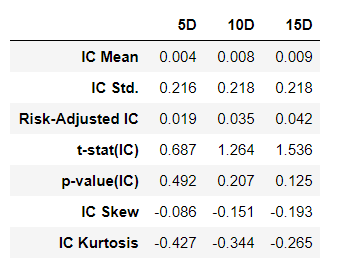 5D 10D 15D
IC Mean 0.004 0.008 0.009
IC Std. 0.216 0.218 0.218
Risk-Adjusted IC 0.019 0.035 0.042
t-stat(IC) 0.687 1.264 1.536
p-value(IC) 0.492 0.207 0.125
IC Skew -0.086 -0.151 -0.193
IC Kurtosis -0.427 -0.344 -0.265